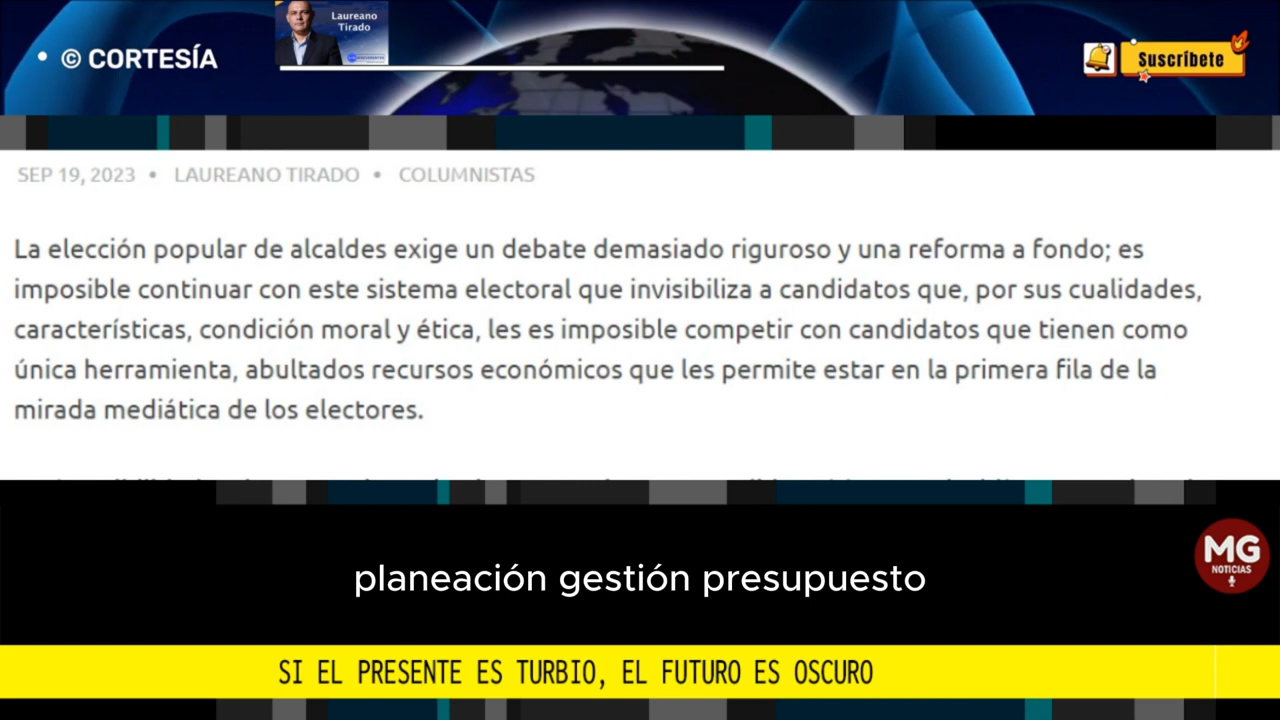 © CORTESÍA
Laureano
Tirado
Suscríbete
SEP 19, 2023 • LAUREANO TIRADO • COLUMNISTAS
La elección popular de alcaldes exige un debate demasiado riguroso y una reforma a fondo; es
imposible continuar con este sistema electoral que invisibiliza a candidatos que, por sus cualidades,
características, condición moral y ética, les es imposible competir con candidatos que tienen como
única herramienta, abultados recursos económicos que les permite estar en la primera fila de la
mirada mediática de los electores.
planeación gestión presupuesto
MG
NOTICIAS
SI EL PRESENTE ES TURBIO, EL FUTURO ES OSCURO